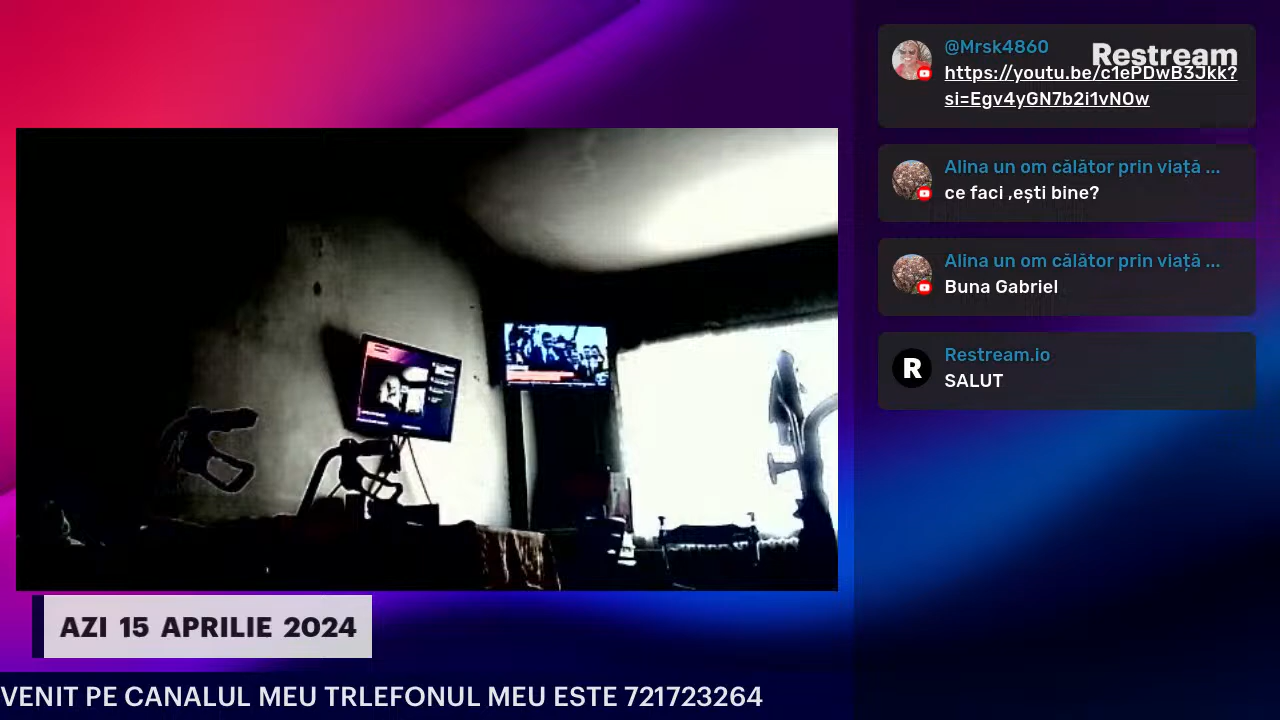 @Mrsk4860
Restream
https://youtu.be/c1ePDwB3Jkk?
si=Egv4yGN7b2i1vNOw
Alina un om călător prin viață ...
ce faci ,ești bine?
Alina un om călător prin viață ...
Buna Gabriel
R
Restream.io
SALUT
AZI 15 APRILIE 2024
VENIT PE CANALUL MEU TRLEFONUL MEU ESTE 721723264